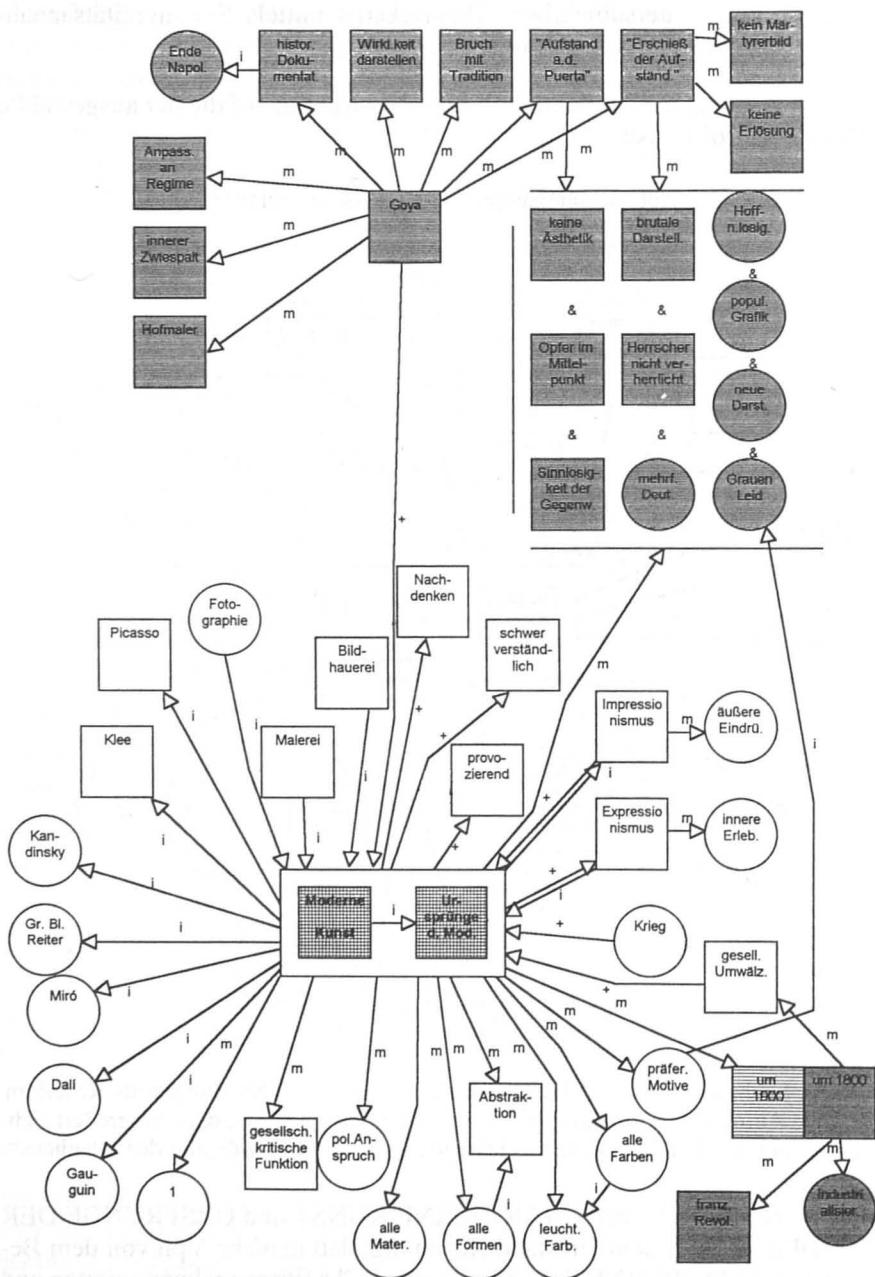 Ende
Napol.
i
histor.
Dokumentat.
Wirkl.keit
darstellen
Bruch
mit
Tradition
"Aufstand
a.d.
Puerta"
"Erschieß
der Auf-
ständ."
m
kein Mär-
tyrerbild
m
keine
Erlösung
Anpass.
an
Regime
m
m
m
m
m
m
m
m
Goya
innerer
Zwiespalt
m
Hofmaler
m
keine
Ästhetik
brutale
Darstell.
Hoff-
n.losig.
&
&
&
popul.
Grafik
Opfer im
Mittel-
punkt
Herrscher
nicht ver-
herrlicht
&
neue
Darst.
&
&
&
Sinnlosig-
keit der
Gegenw.
mehrf.
Deut.
Grauen
Leid
+
Nach-
denken
Foto-
graphie
Picasso
Bild-
hauerei
schwer
verständ-
lich
m
+
+
Impressio
nismus
m
äußere
Eindrü.
i
i
i
Klee
Malerei
provo-
zierend
i
+
i
Expressio
nismus
m
innere
Erleb.
Kan-
dinsky
i
i
i
+
+
i
Moderne
Kunst
i
Ur-
sprünge
d. Mod.
+
Krieg
Gr. Bl.
Reiter
i
gesell.
Umwälz.
Miró
i
+
m
m
m
Dalí
i
i
m
m
m
m
m
m
m
präfer.
Motive
um
1900
um 1800
Abstrak-
tion
gesellsch.
kritische
Funktion
pol.An-
spruch
alle
Farben
m
m
Gau-
guin
1
i
i
alle
Mater.
alle
Formen
leucht.
Farb.
franz.
Revol.
Industri
alisier.